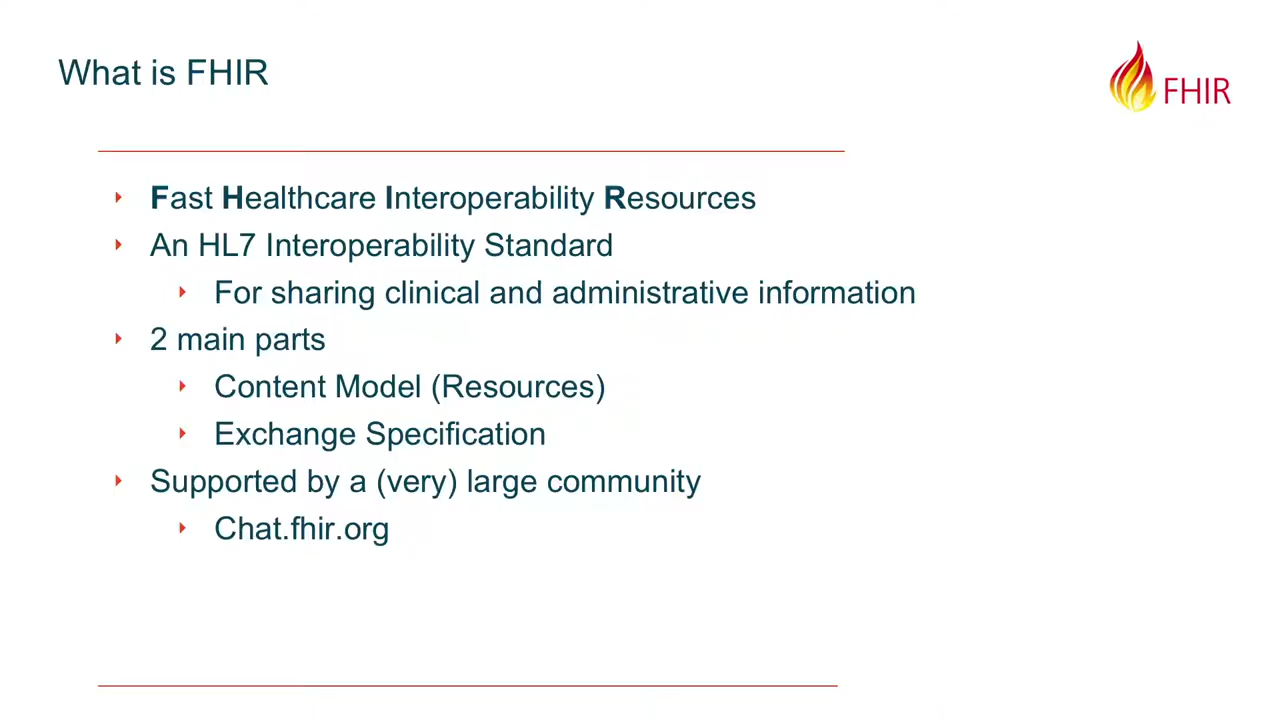 What is FHIR
FHIR
Fast Healthcare Interoperability Resources
An HL7 Interoperability Standard
For sharing clinical and administrative information
2 main parts
Content Model (Resources)
Exchange Specification
Supported by a (very) large community
Chat.fhir.org